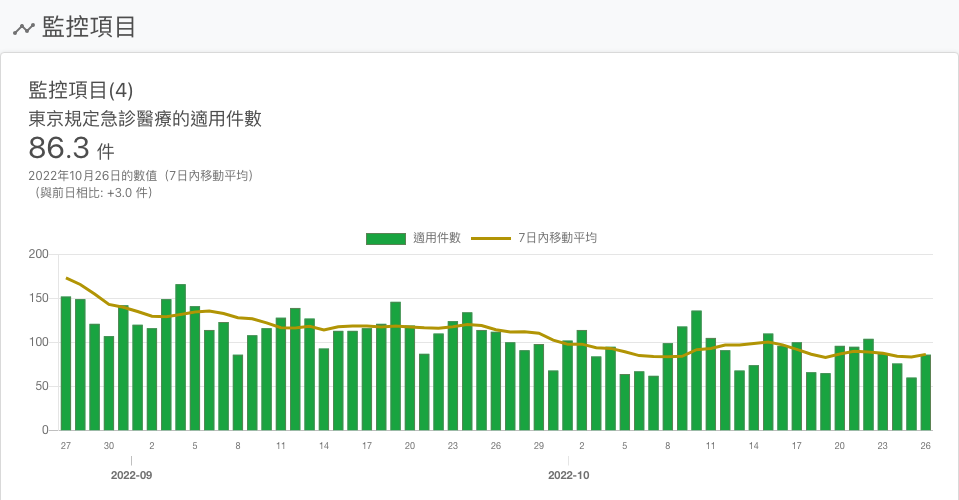 監控項目
監控項目(4)
東京規定急診醫療的適用件數
86.3 件
2022年10月26日的數值（7日內移動平均）
（與前日相比: +3.0 件）
適用件數 7日內移動平均
200
150
100
50
0
27 30 2 5 8 11 14 17 20 23 26 29 2 5 8 11 14 17 20 23 26
2022-09 2022-10